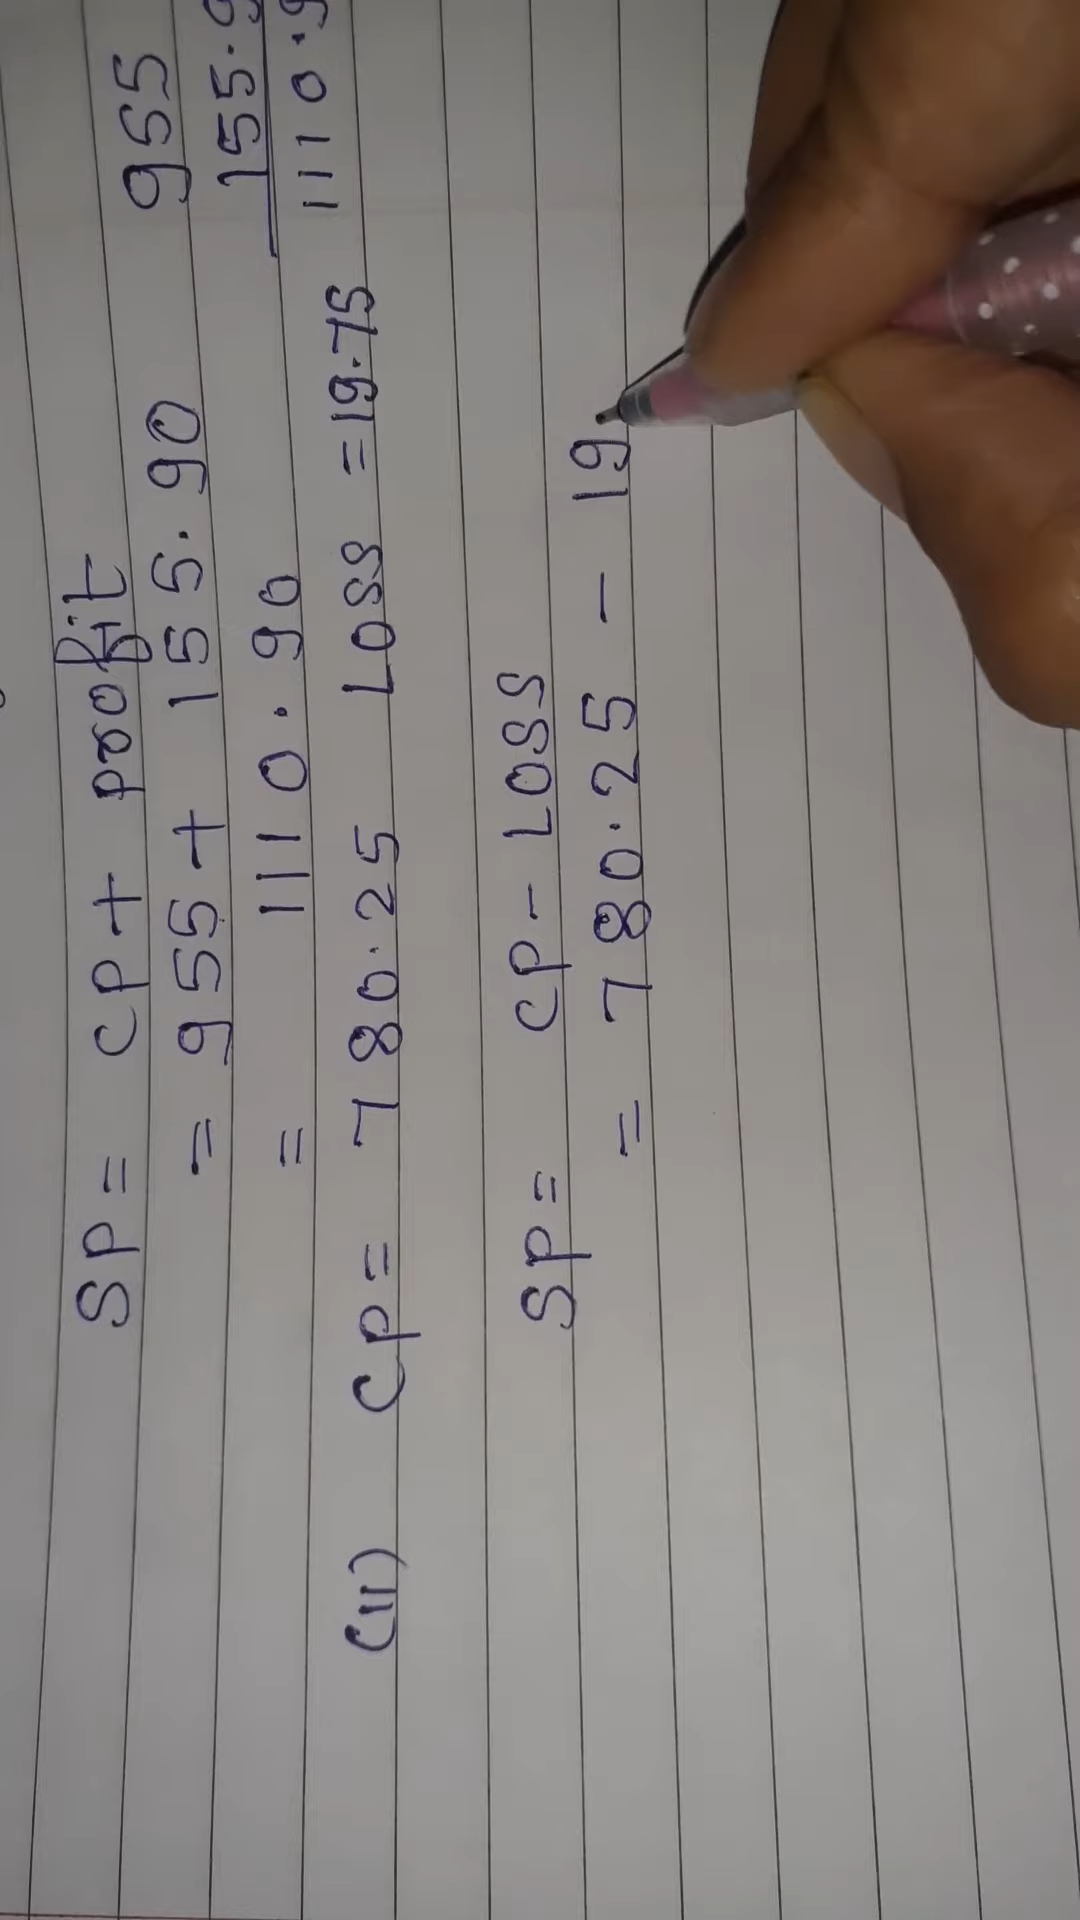 SP = CP + profit 955
= 955 + 155.90 155.9
= 1110.90 1110.9
(11) CP = 780.25 LOSS = 19.75
SP = CP - LOSS
= 780.25 - 19.